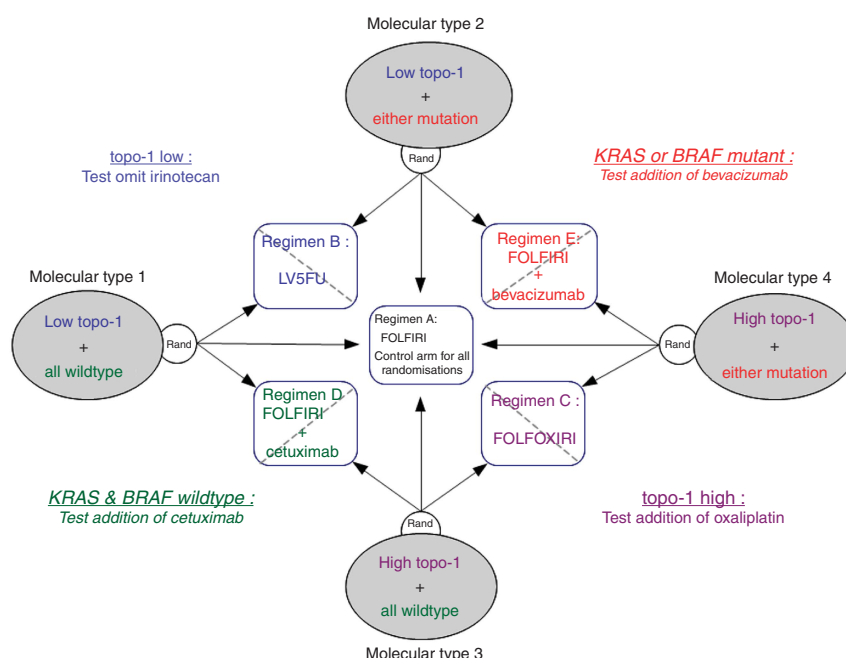 Molecular type 2
Low topo-1
+
either mutation
Rand
topo-1 low :
Test omit irinotecan
KRAS or BRAF mutant :
Test addition of bevacizumab
Regimen B :
LV5FU
Regimen E:
FOLFIRI
+
bevacizumab
Molecular type 1
Low topo-1
+
all wildtype
Rand
Regimen A:
FOLFIRI
Control arm for all
randomisations
Molecular type 4
Rand
High topo-1
+
either mutation
Regimen D
FOLFIRI
+
cetuximab
Regimen C :
FOLFOXIRI
KRAS & BRAF wildtype :
Test addition of cetuximab
topo-1 high :
Test addition of oxaliplatin
Rand
High topo-1
+
all wildtype
Molecular type 3